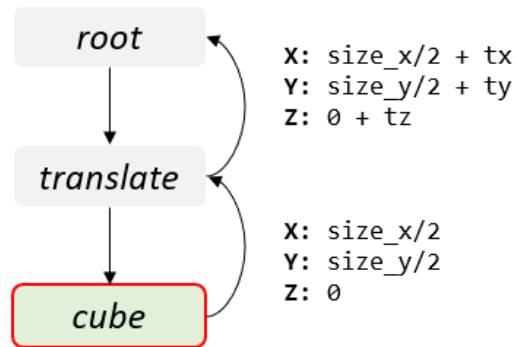 root
X: size_x/2 + tx
Y: size_y/2 + ty
Z: 0 + tz
translate
X: size_x/2
Y: size_y/2
Z: 0
cube